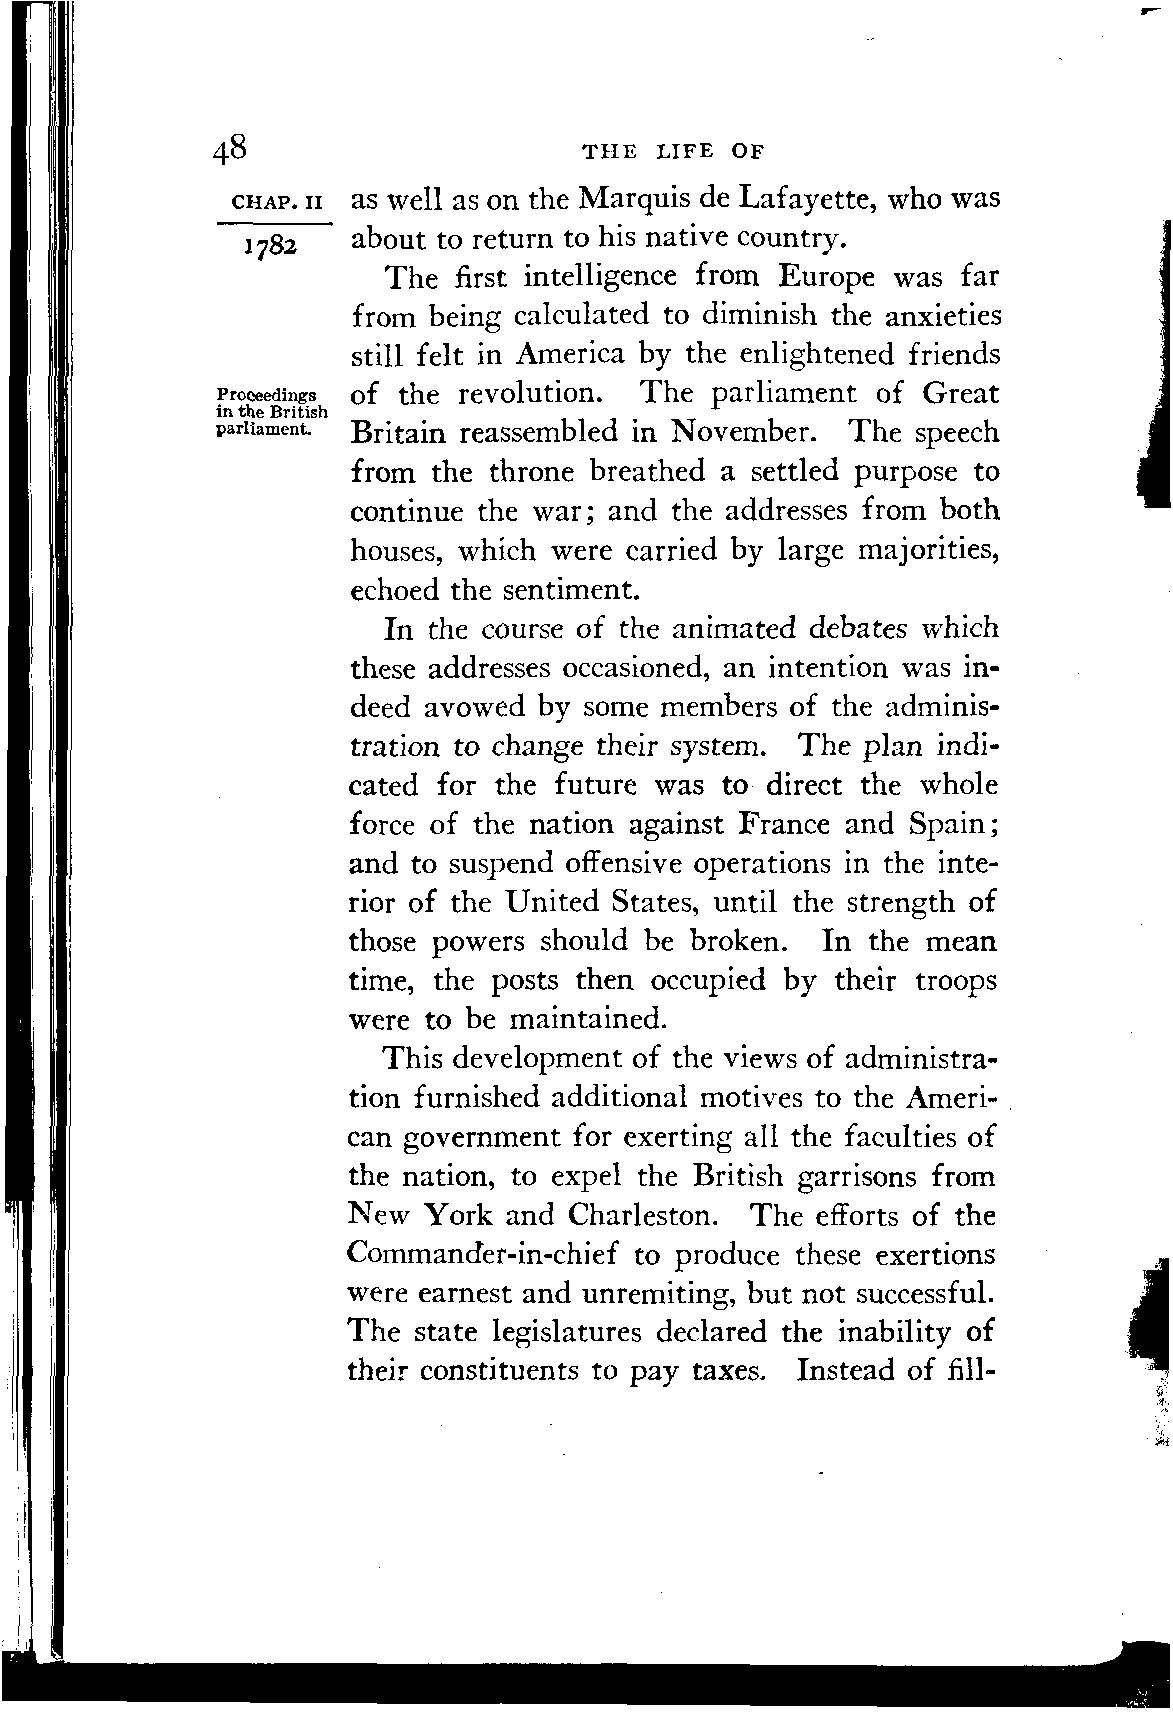 48 THE LIFE OF
CHAP. II
1782
as well as on the Marquis de Lafayette, who was
about to return to his native country.
The first intelligence from Europe was far
from being calculated to diminish the anxieties
still felt in America by the enlightened friends
Proceedings
in the British
parliament.
of the revolution. The parliament of Great
Britain reassembled in November. The speech
from the throne breathed a settled purpose to
continue the war; and the addresses from both
houses, which were carried by large majorities,
echoed the sentiment.
In the course of the animated debates which
these addresses occasioned, an intention was in-
deed avowed by some members of the adminis-
tration to change their system. The plan indi-
cated for the future was to direct the whole
force of the nation against France and Spain;
and to suspend offensive operations in the inte-
rior of the United States, until the strength of
those powers should be broken. In the mean
time, the posts then occupied by their troops
were to be maintained.
This development of the views of administra-
tion furnished additional motives to the Ameri-
can government for exerting all the faculties of
the nation, to expel the British garrisons from
New York and Charleston. The efforts of the
Commander-in-chief to produce these exertions
were earnest and unremiting, but not successful.
The state legislatures declared the inability of
their constituents to pay taxes. Instead of fill-